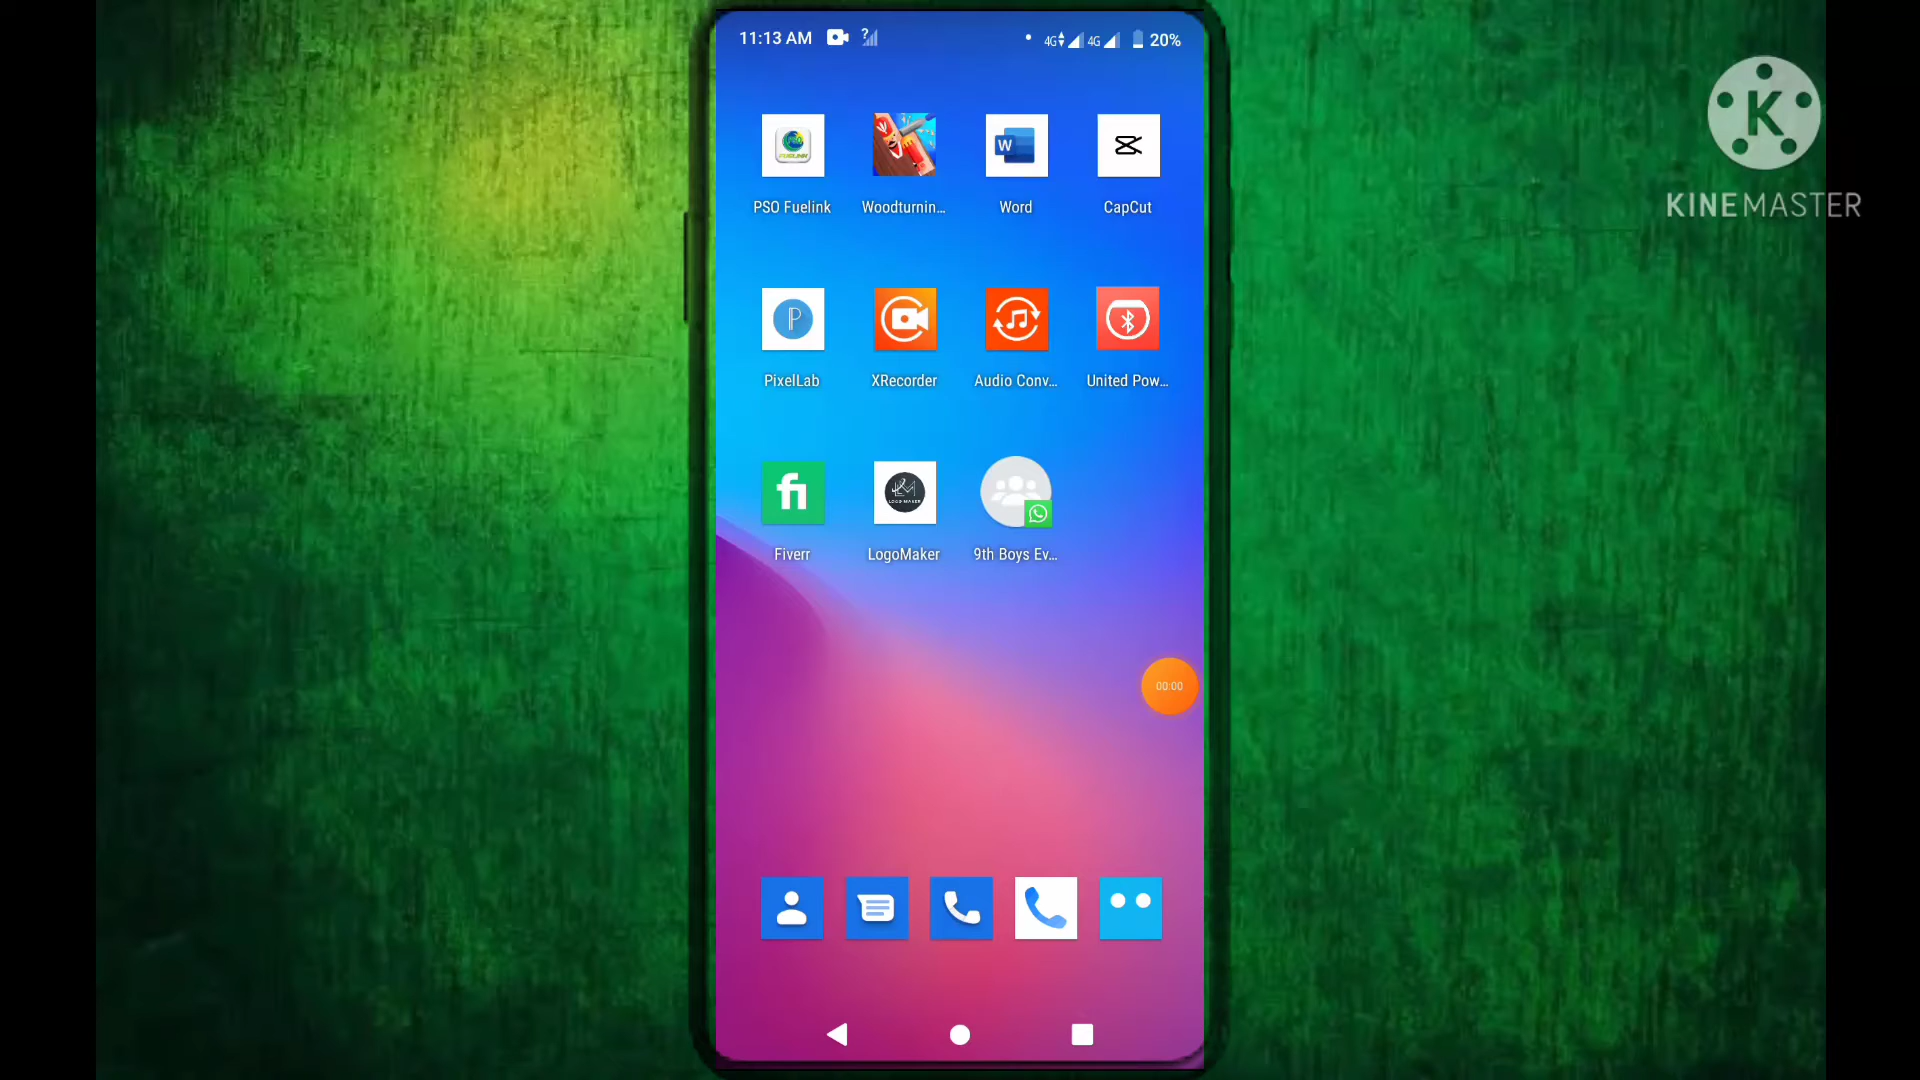 11:13 AM
? 4G 4G 20%
K
KINEMASTER
PSO Fuelink
Woodturnin...
W
Word
CapCut
P
PixelLab
XRecorder
Audio Conv...
United Pow...
fi
Fiverr
LogoMaker
9th Boys Ev...
00:00